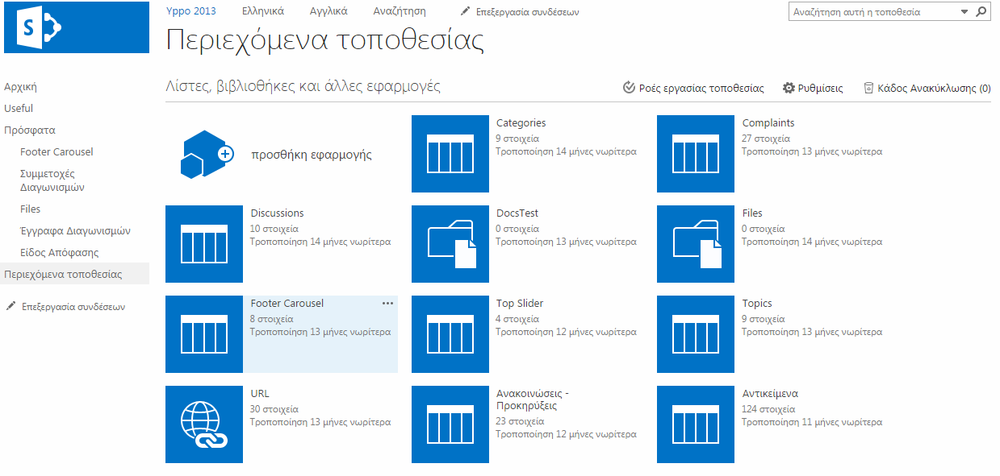 Yppo 2013 Ελληνικά Αγγλικά Αναζήτηση Επεξεργασία συνδέσεων
Αναζήτηση αυτή η τοποθεσία
S
Περιεχόμενα τοποθεσίας
Αρχική
Useful
Πρόσφατα
Footer Carousel
Συμμετοχές
Διαγωνισμών
Files
Έγγραφα Διαγωνισμών
Είδος Απόφασης
Περιεχόμενα τοποθεσίας
Επεξεργασία συνδέσεων
Λίστες, βιβλιοθήκες και άλλες εφαρμογές
Ροές εργασίας τοποθεσίας Ρυθμίσεις Κάδος Ανακύκλωσης (0)
προσθήκη εφαρμογής
Categories
9 στοιχεία
Τροποποίηση 14 μήνες νωρίτερα
Complaints
27 στοιχεία
Τροποποίηση 13 μήνες νωρίτερα
Discussions
10 στοιχεία
Τροποποίηση 14 μήνες νωρίτερα
DocsTest
0 στοιχεία
Τροποποίηση 13 μήνες νωρίτερα
Files
0 στοιχεία
Τροποποίηση 14 μήνες νωρίτερα
Footer Carousel
8 στοιχεία
Τροποποίηση 13 μήνες νωρίτερα
Top Slider
4 στοιχεία
Τροποποίηση 12 μήνες νωρίτερα
Topics
9 στοιχεία
Τροποποίηση 13 μήνες νωρίτερα
URL
30 στοιχεία
Τροποποίηση 13 μήνες νωρίτερα
Ανακοινώσεις -
Προκηρύξεις
23 στοιχεία
Τροποποίηση 12 μήνες νωρίτερα
Αντικείμενα
124 στοιχεία
Τροποποίηση 11 μήνες νωρίτερα